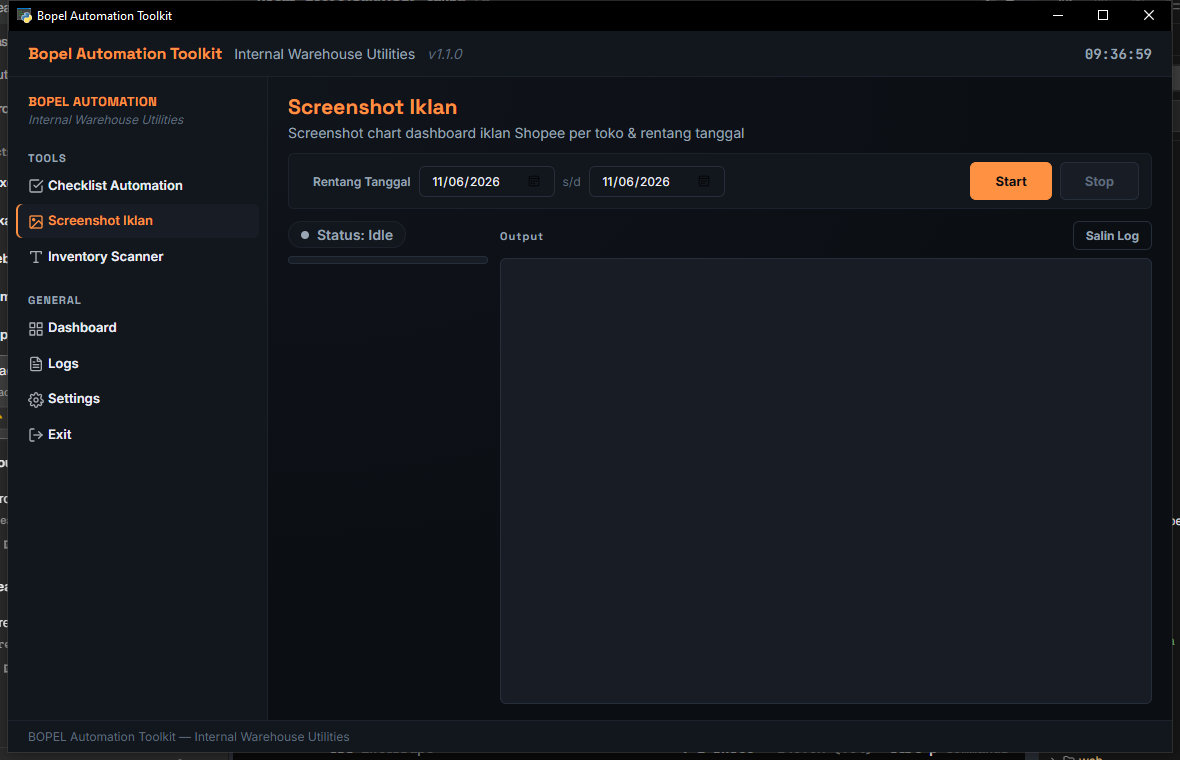 Bopel Automation Toolkit
Bopel Automation Toolkit Internal Warehouse Utilities v1.1.0 09:36:59
BOPEL AUTOMATION
Internal Warehouse Utilities
TOOLS
Checklist Automation
Screenshot Iklan
Inventory Scanner
GENERAL
Dashboard
Logs
Settings
Exit
Screenshot Iklan
Screenshot chart dashboard iklan Shopee per toko & rentang tanggal
Rentang Tanggal 11/06/2026 s/d 11/06/2026 Start Stop
Status: Idle Output Salin Log
BOPEL Automation Toolkit — Internal Warehouse Utilities